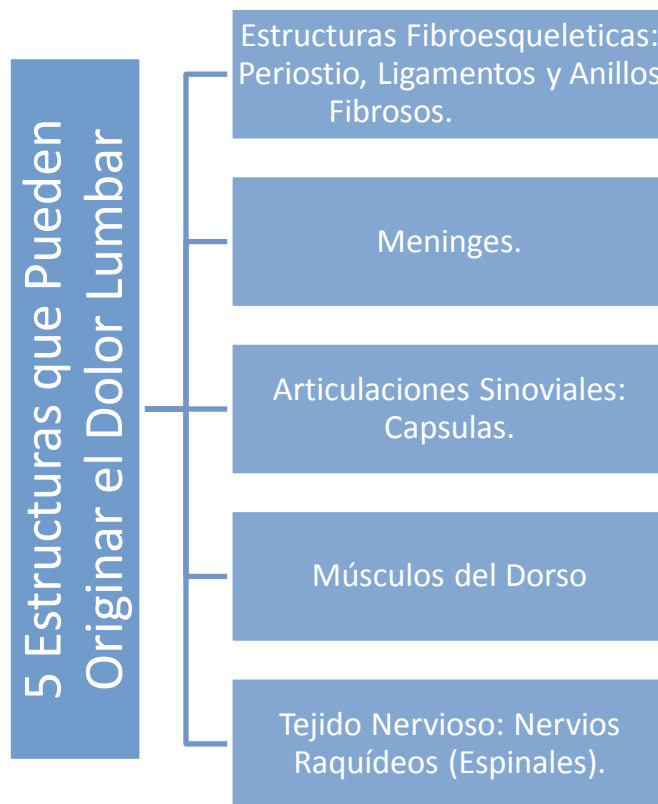 5 Estructuras que Pueden
Originar el Dolor Lumbar
Estructuras Fibroesqueleticas:
Periostio, Ligamentos y Anillos
Fibrosos.
Meninges.
Articulaciones Sinoviales:
Capsulas.
Músculos del Dorso
Tejido Nervioso: Nervios
Raquídeos (Espinales).